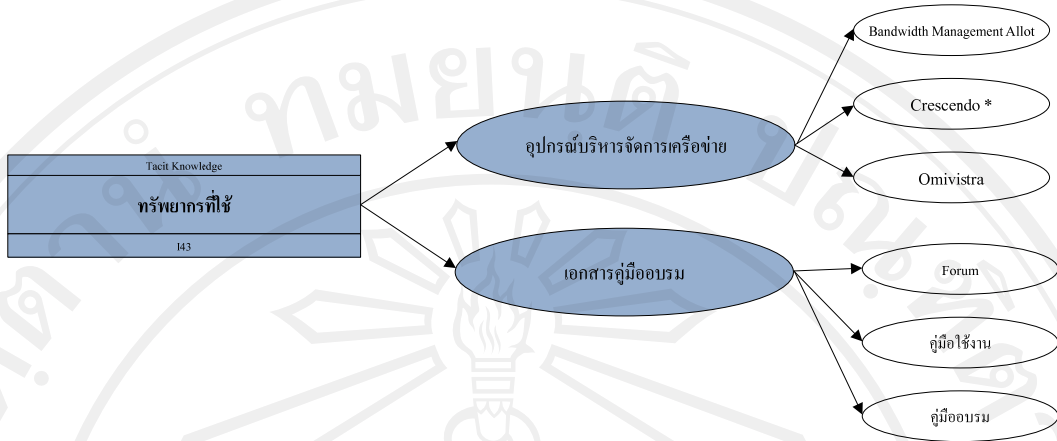 Tacit Knowledge
ทรัพยากรที่ใช้
I43
อุปกรณ์บริหารจัดการเครือข่าย
Bandwidth Management Allot
Crescendo *
Omivistra
เอกสารคู่มืออบรม
Forum
คู่มือใช้งาน
คู่มืออบรม